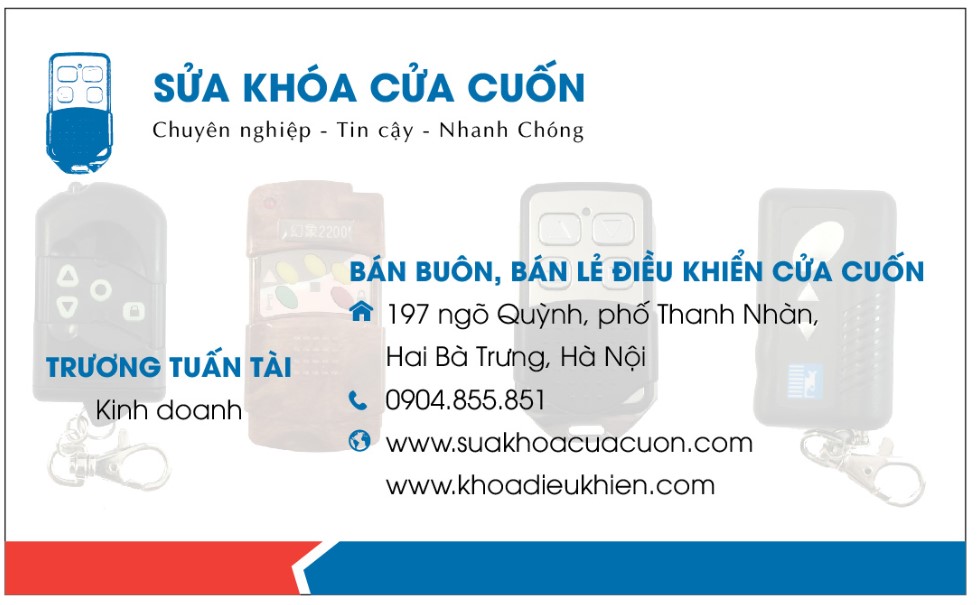 SỬA KHÓA CỬA CUỐN
Chuyên nghiệp - Tin cậy - Nhanh Chóng
22001
BÁN BUÔN, BÁN LẺ ĐIỀU KHIỂN CỬA CUỐN
197 ngõ Quỳnh, phố Thanh Nhàn,
Hai Bà Trưng, Hà Nội
TRƯƠNG TUẤN TÀI
Kinh doanh
0904.855.851
www.suakhoacuacuon.com
www.khoadieukhien.com